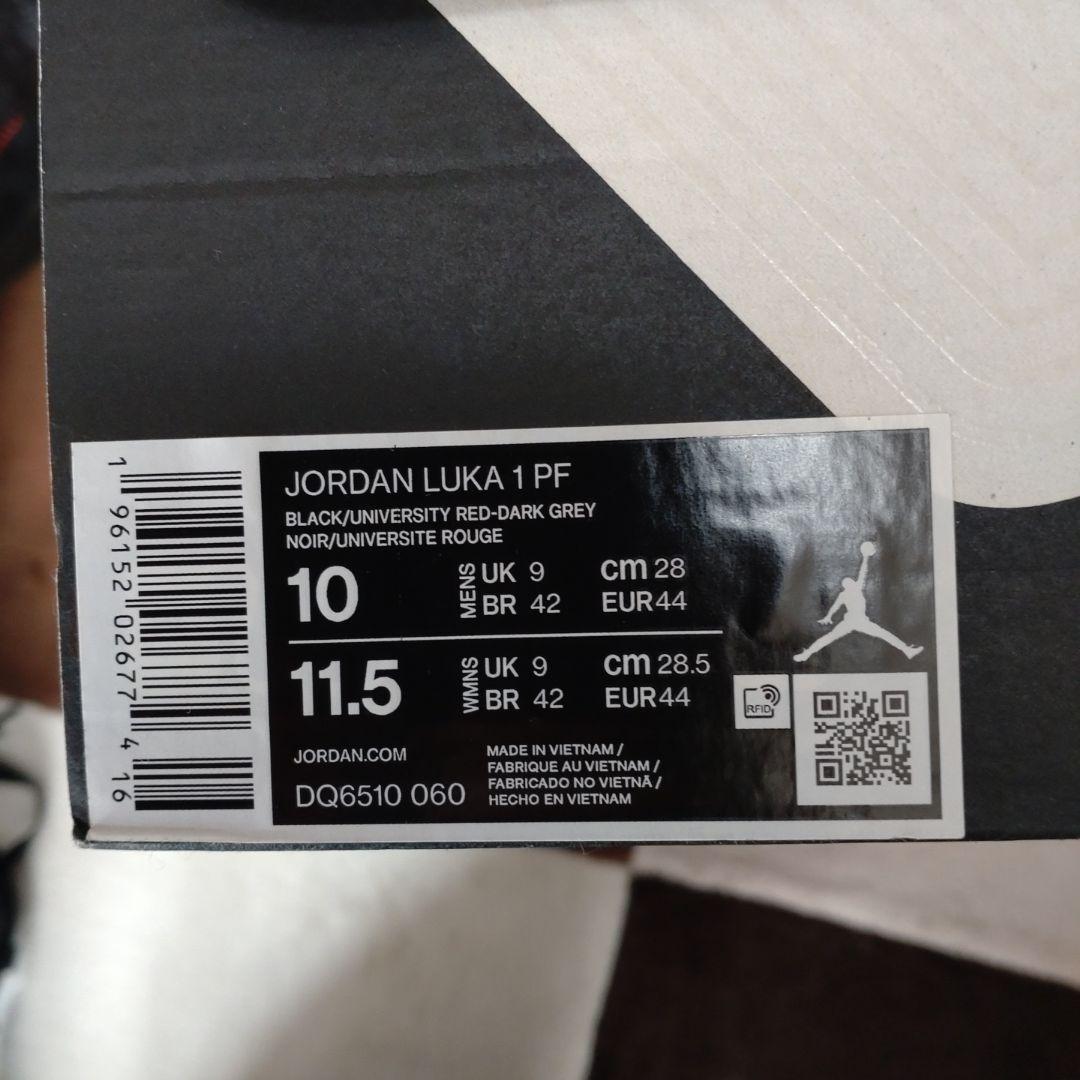 JORDAN LUKA 1 PF
BLACK/UNIVERSITY RED-DARK GREY
NOIR/UNIVERSITE ROUGE
10 MENS UK 9 cm 28
BR 42 EUR 44
11.5 WMNS UK 9 cm 28.5
BR 42 EUR 44
RFID
JORDAN.COM
DQ6510 060
MADE IN VIETNAM /
FABRIQUE AU VIETNAM /
FABRICADO NO VIETNÃ /
HECHO EN VIETNAM
1 96152 02677 4 16